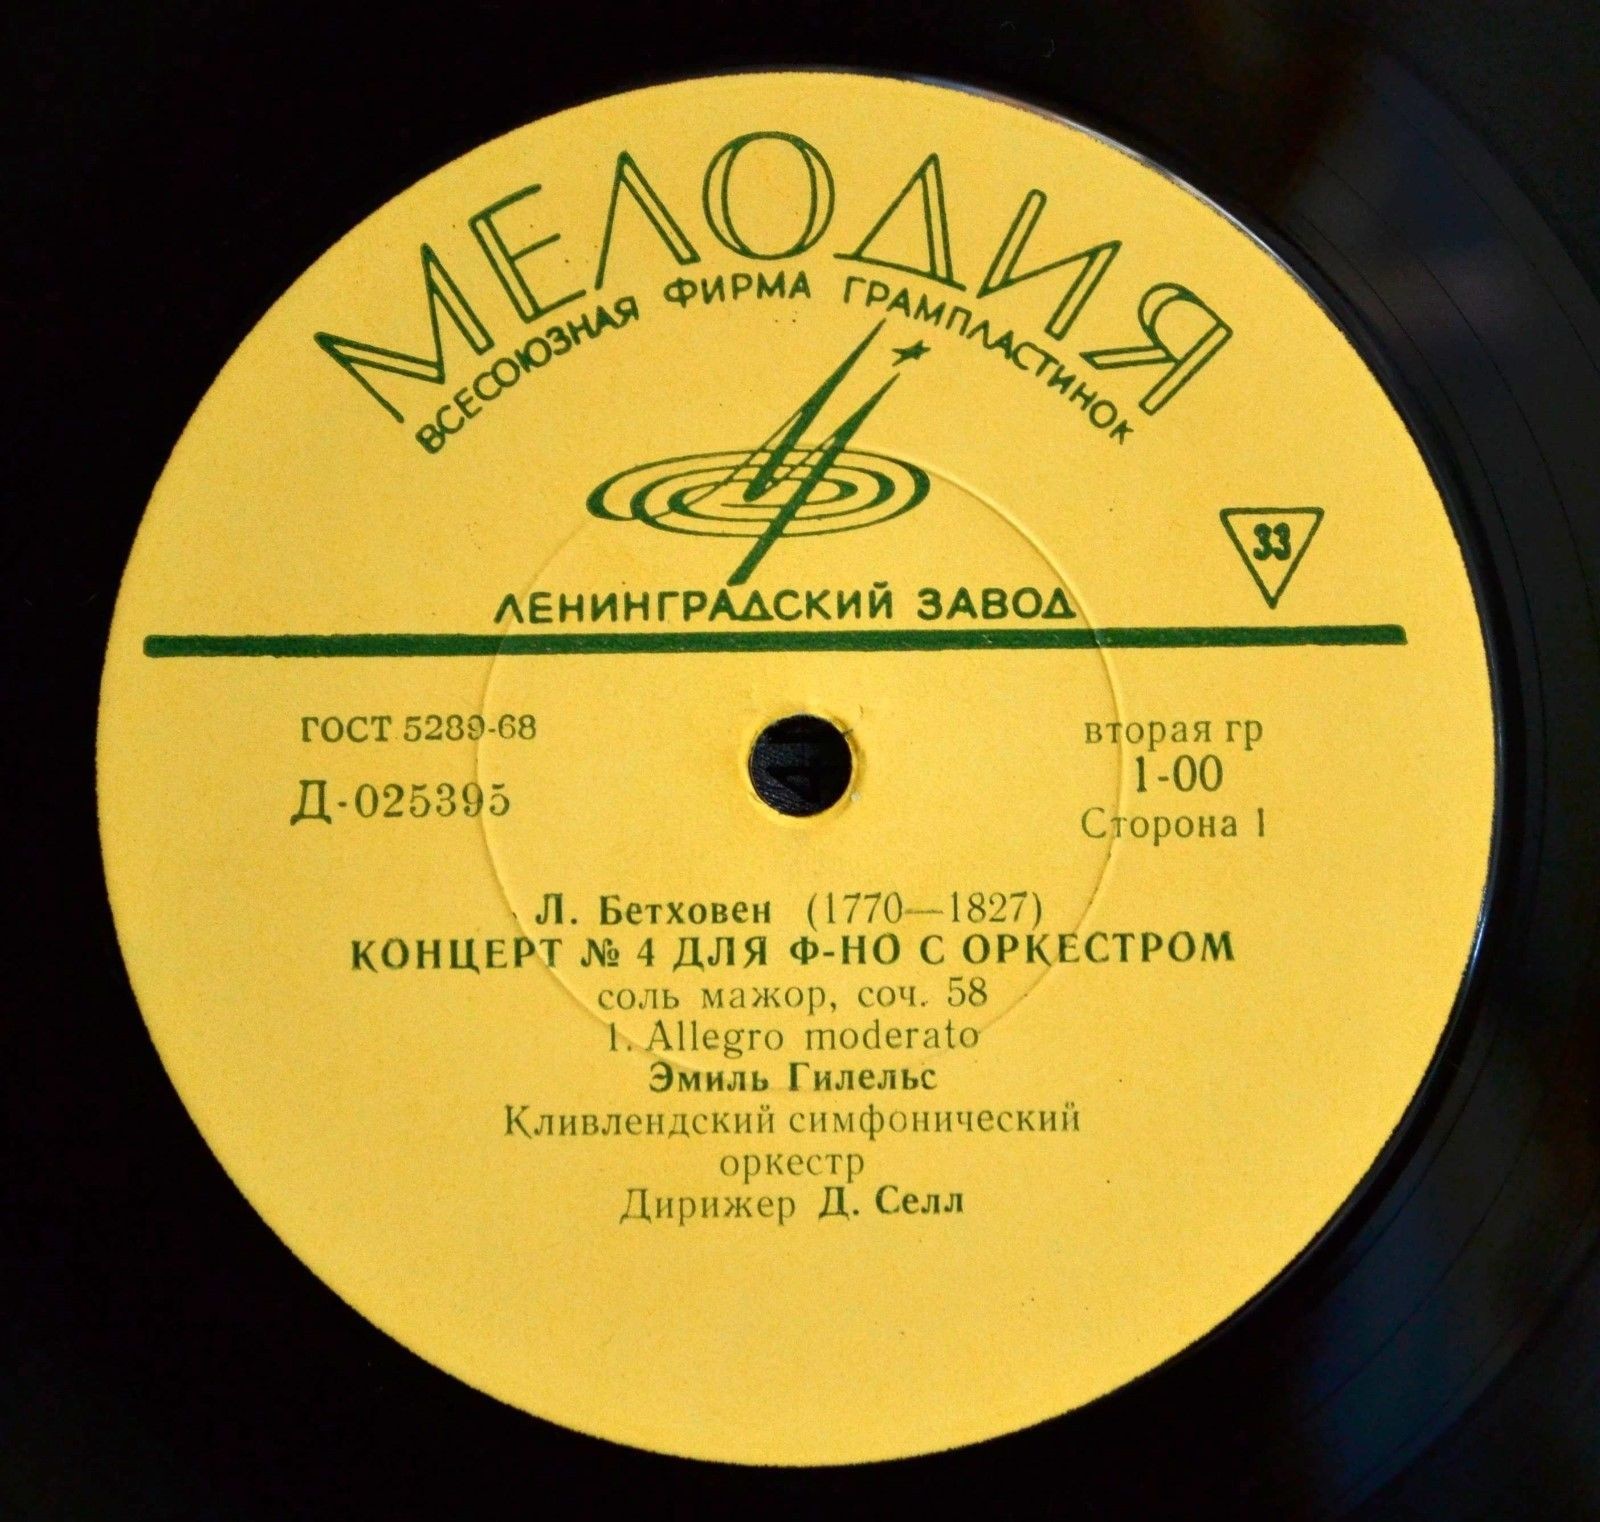 МЕЛОДИЯ
ВСЕСОЮЗНАЯ ФИРМА ГРАМПЛАСТИНОК
33
ЛЕНИНГРАДСКИЙ ЗАВОД
ГОСТ 5289-68
Д-025395
вторая гр
1-00
Сторона 1
Л. Бетховен (1770—1827)
КОНЦЕРТ № 4 ДЛЯ Ф-НО С ОРКЕСТРОМ
соль мажор, соч. 58
1. Allegro moderato
Эмиль Гилельс
Кливлендский симфонический
оркестр
Дирижер Д. Селл